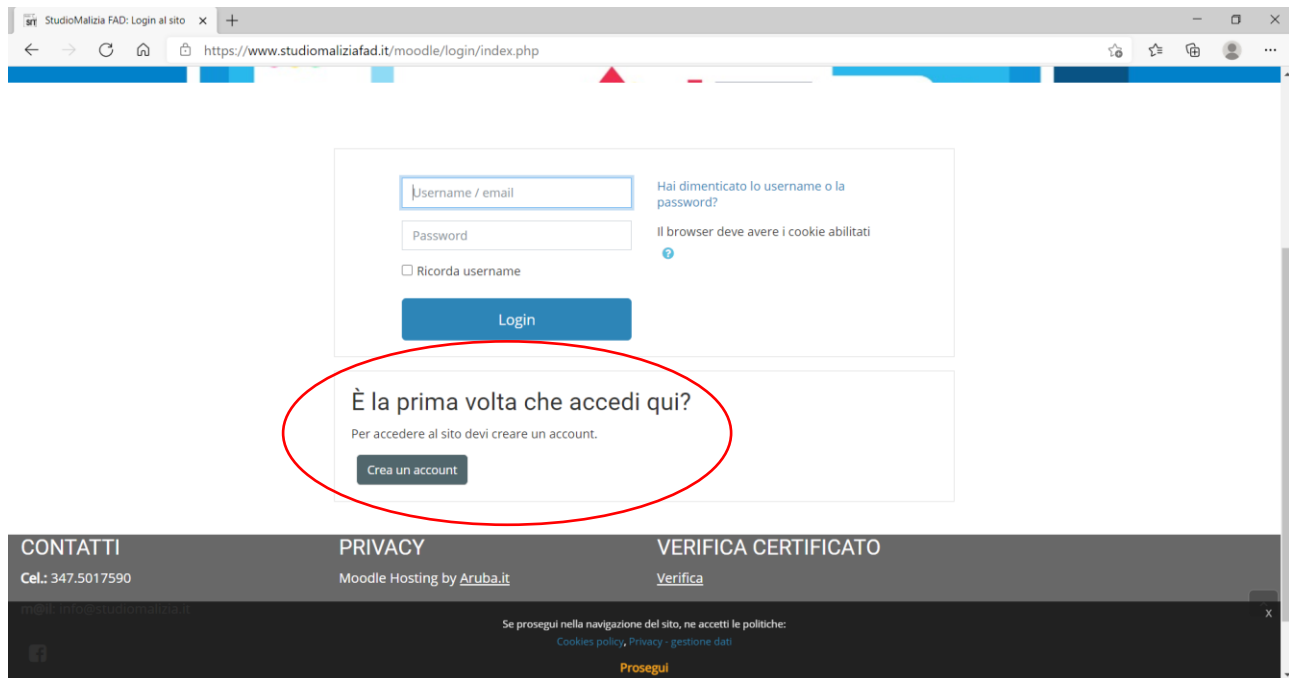 StudioMalizia FAD: Login al sito
https://www.studiomaliziafad.it/moodle/login/index.php
Username / email
Hai dimenticato lo username o la
password?
Password
Il browser deve avere i cookie abilitati
Ricorda username
Login
È la prima volta che accedi qui?
Per accedere al sito devi creare un account.
Crea un account
CONTATTI
Cel.: 347.5017590
m@il: info@studiomalizia.it
PRIVACY
Moodle Hosting by Aruba.it
VERIFICA CERTIFICATO
Verifica
Se prosegui nella navigazione del sito, ne accetti le politiche:
Cookies policy, Privacy - gestione dati
Prosegui
x